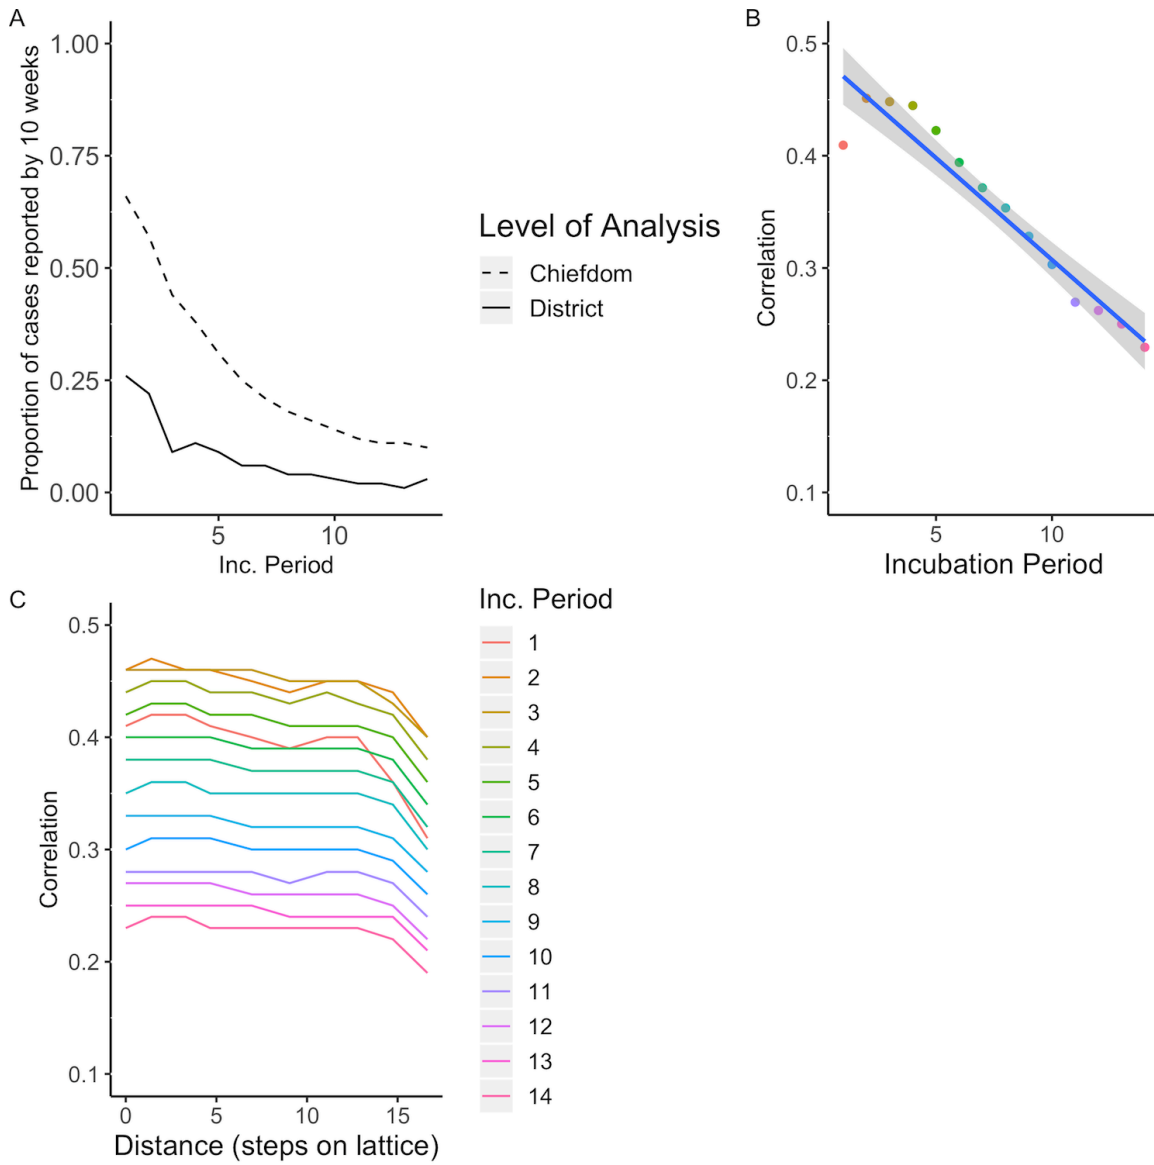 A
Proportion of cases reported by 10 weeks
1.00
0.75
0.50
0.25
0.00
5 10
Inc. Period
Level of Analysis
Chiefdom
District
B
Correlation
0.5
0.4
0.3
0.2
0.1
5 10
Incubation Period
C
Correlation
0.5
0.4
0.3
0.2
0.1
0 5 10 15
Distance (steps on lattice)
Inc. Period
1
2
3
4
5
6
7
8
9
10
11
12
13
14